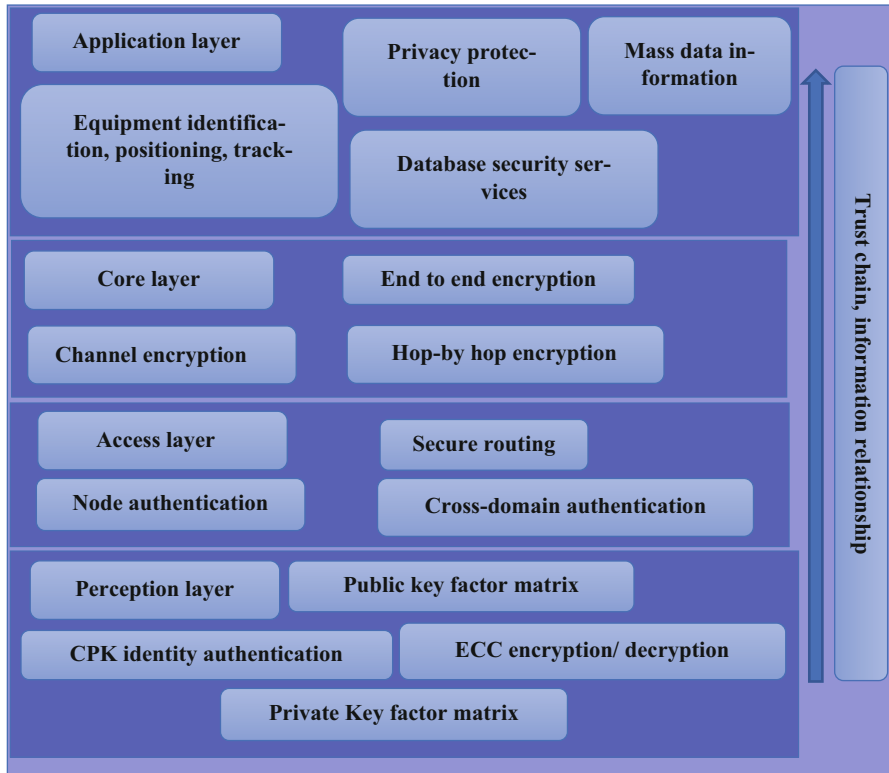 Application layer
Privacy protec-
tion
Mass data in-
formation
Equipment identifica-
tion, positioning, track-
ing
Database security ser-
vices
Core layer
End to end encryption
Channel encryption
Hop-by hop encryption
Access layer
Secure routing
Node authentication
Cross-domain authentication
Perception layer
Public key factor matrix
CPK identity authentication
ECC encryption/ decryption
Private Key factor matrix
Trust chain, information relationship